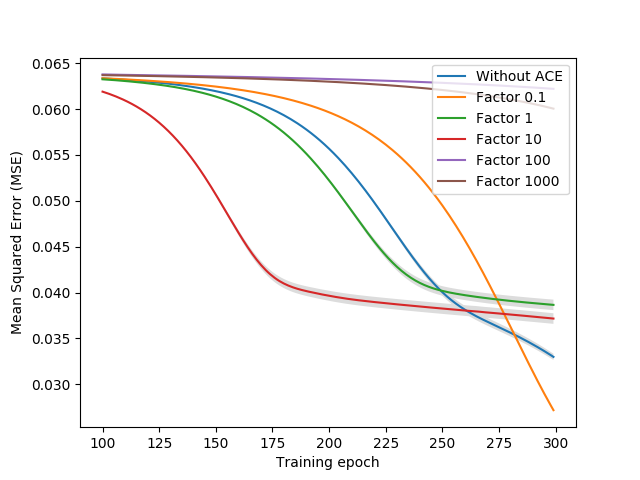 0.065
0.060
0.055
0.050
0.045
0.040
0.035
0.030
Mean Squared Error (MSE)
Without ACE
Factor 0.1
Factor 1
Factor 10
Factor 100
Factor 1000
100 125 150 175 200 225 250 275 300
Training epoch